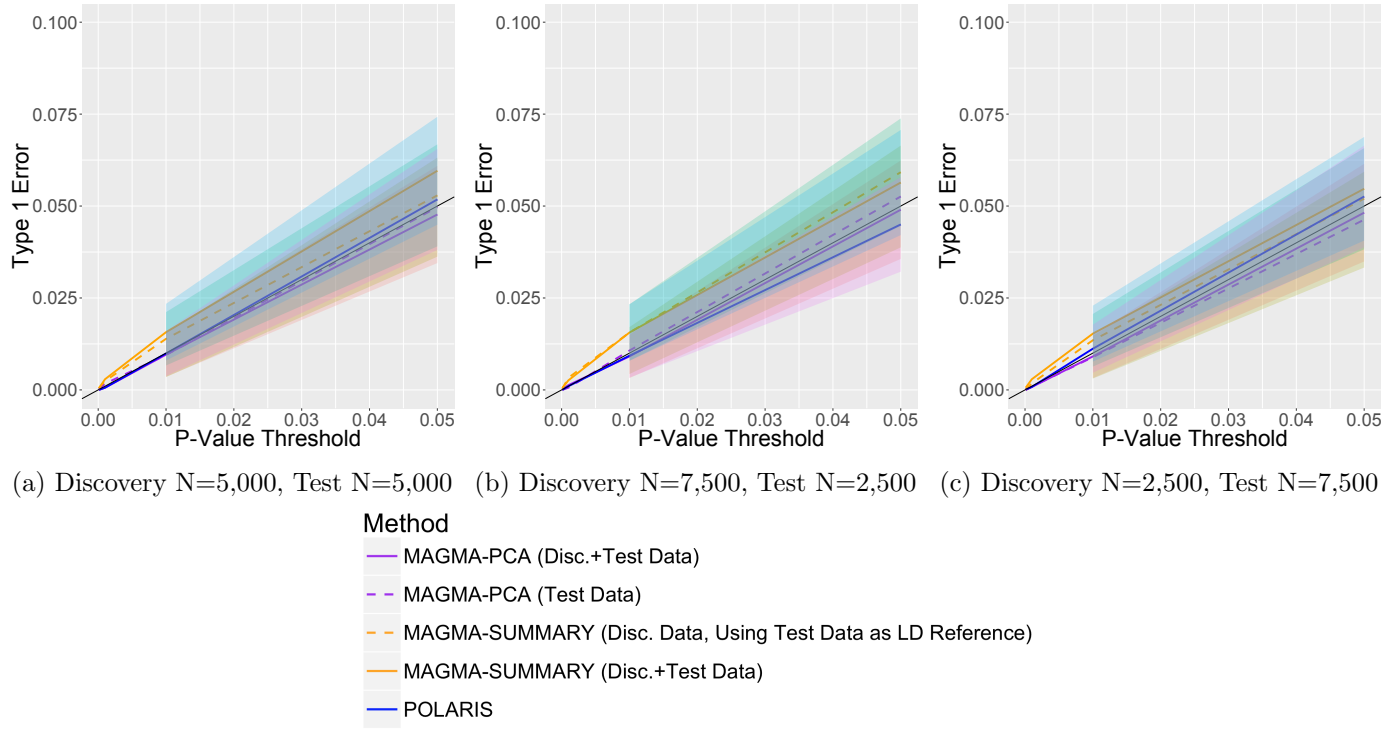 0.100
0.075
0.050
0.025
0.000
Type 1 Error
0.00 0.01 0.02 0.03 0.04 0.05
P-Value Threshold
(a) Discovery N=5,000, Test N=5,000
0.100
0.075
0.050
0.025
0.000
Type 1 Error
0.00 0.01 0.02 0.03 0.04 0.05
P-Value Threshold
(b) Discovery N=7,500, Test N=2,500
0.100
0.075
0.050
0.025
0.000
Type 1 Error
0.00 0.01 0.02 0.03 0.04 0.05
P-Value Threshold
(c) Discovery N=2,500, Test N=7,500
Method
MAGMA-PCA (Disc.+Test Data)
MAGMA-PCA (Test Data)
MAGMA-SUMMARY (Disc. Data, Using Test Data as LD Reference)
MAGMA-SUMMARY (Disc.+Test Data)
POLARIS